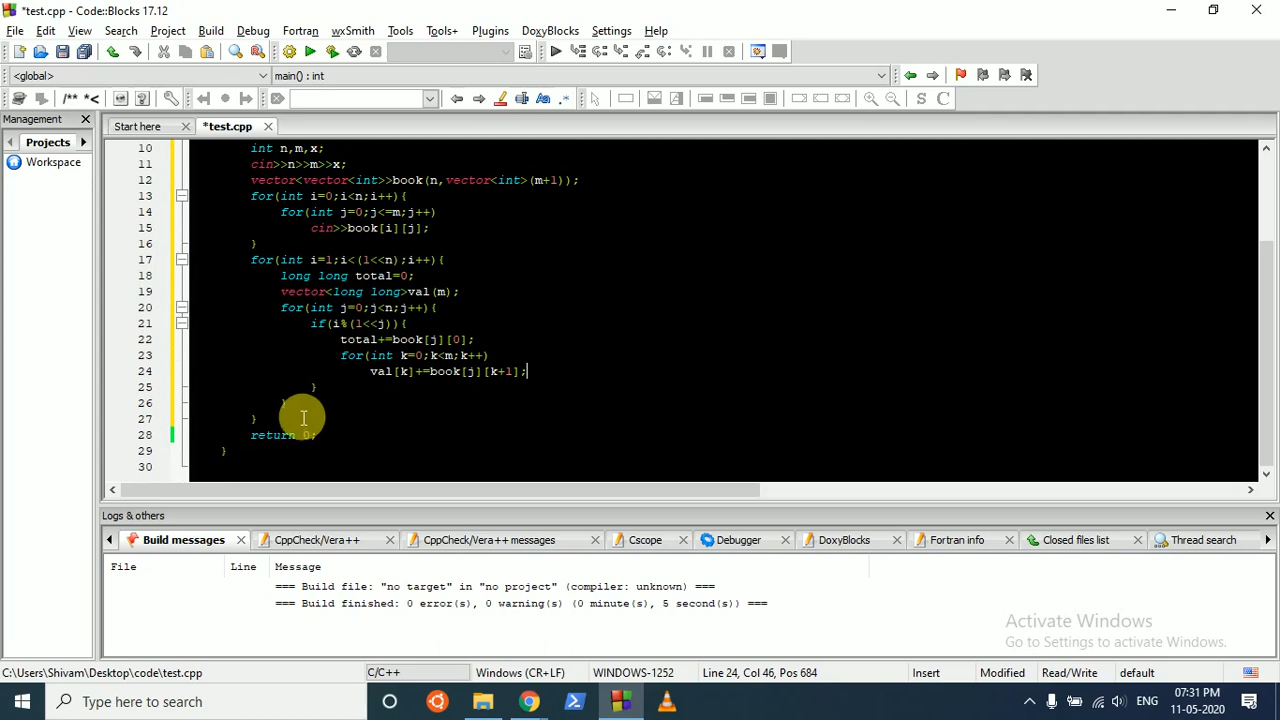 *test.cpp - Code::Blocks 17.12
File Edit View Search Project Build Debug Fortran wxSmith Tools Tools+ Plugins DoxyBlocks Settings Help
<global> main() : int
/** *< S C
Management
Projects
Workspace
Start here *test.cpp
10 int n,m,x;
11 cin>>n>>m>>x;
12 vector<vector<int>>book(n,vector<int>(m+1));
13 for(int i=0;i<n;i++){
14 for(int j=0;j<=m;j++)
15 cin>>book[i][j];
16 }
17 for(int i=1;i<(1<<n);i++){
18 long long total=0;
19 vector<long long>val(m);
20 for(int j=0;j<n;j++){
21 if(i%(1<<j)){
22 total+=book[j][0];
23 for(int k=0;k<m;k++)
24 val[k]+=book[j][k+1];
25 }
26 }
27 }
28 return 0;
29 }
30
Logs & others
Build messages CppCheck/Vera++ CppCheck/Vera++ messages Cscope Debugger DoxyBlocks Fortran info Closed files list Thread search
File Line Message
=== Build file: "no target" in "no project" (compiler: unknown) ===
=== Build finished: 0 error(s), 0 warning(s) (0 minute(s), 5 second(s)) ===
Activate Windows
Go to Settings to activate Windows.
C:\Users\Shivam\Desktop\code\test.cpp C/C++ Windows (CR+LF) WINDOWS-1252 Line 24, Col 46, Pos 684 Insert Modified Read/Write default
Type here to search
ENG
07:31 PM
11-05-2020